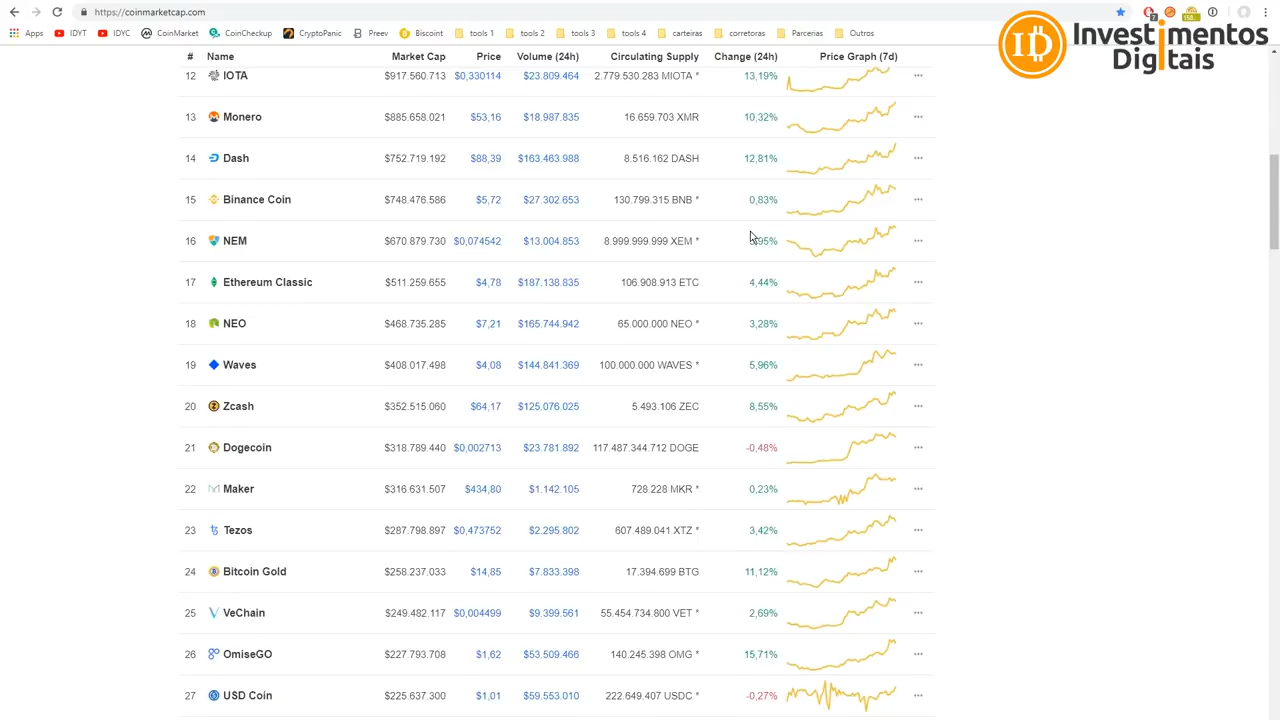 https://coinmarketcap.com
7
158..
Apps IDYT IDYC CoinMarket CoinCheckup CryptoPanic Preev Biscoint tools 1 tools 2 tools 3 tools 4 carteiras corretoras Parcerias Outros
Investimentos
Digitais
# Name Market Cap Price Volume (24h) Circulating Supply Change (24h) Price Graph (7d)
12 IOTA $917.560.713 $0,330114 $23.809.464 2.779.530.283 MIOTA * 13,19%
13 Monero $885.658.021 $53,16 $18.987.835 16.659.703 XMR 10,32%
14 Dash $752.719.192 $88,39 $163.463.988 8.516.162 DASH 12,81%
15 Binance Coin $748.476.586 $5,72 $27.302.653 130.799.315 BNB * 0,83%
16 NEM $670.879.730 $0,074542 $13.004.853 8.999.999.999 XEM *
17 Ethereum Classic $511.259.655 $4,78 $187.138.835 106.908.913 ETC 4,44%
18 NEO $468.735.285 $7,21 $165.744.942 65.000.000 NEO * 3,28%
19 Waves $408.017.498 $4,08 $144.841.369 100.000.000 WAVES * 5,96%
20 Zcash $352.515.060 $64,17 $125.076.025 5.493.106 ZEC 8,55%
21 Dogecoin $318.789.440 $0,002713 $23.781.892 117.487.344.712 DOGE -0,48%
22 Maker $316.631.507 $434,80 $1.142.105 728.228 MKR * 0,23%
23 Tezos $287.798.897 $0,473752 $2.295.802 607.489.041 XTZ * 3,42%
24 Bitcoin Gold $258.237.033 $14,85 $7.833.398 17.394.699 BTG 11,12%
25 VeChain $249.482.117 $0,004499 $9.399.561 55.454.734.800 VET * 2,69%
26 OmiseGO $227.793.708 $1,62 $53.509.466 140.245.398 OMG * 15,71%
27 USD Coin $225.637.300 $1,01 $59.553.010 222.649.407 USDC * -0,27%